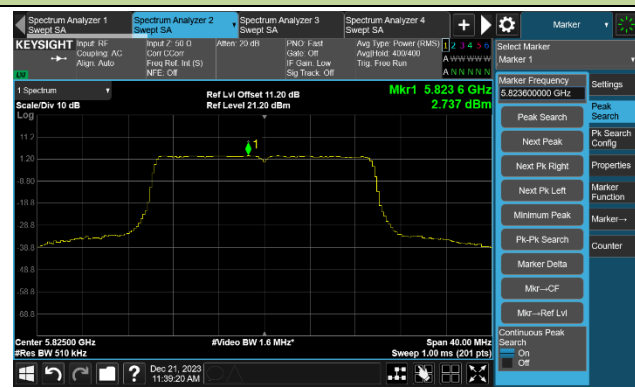 Spectrum Analyzer 1
Swept SA
Spectrum Analyzer 2
Swept SA
Spectrum Analyzer 3
Swept SA
Spectrum Analyzer 4
Swept SA
Marker
KEYSIGHT
Input: RF
Coupling: AC
Align: Auto
Input Z: 50 Ω
Corr CCorr
Freq Ref: Int (S)
NFE: Off
Atten: 20 dB
PNO: Fast
Gate: Off
IF Gain: Low
Sig Track: Off
Avg Type: Power (RMS)
Avg|Hold: 400/400
Trig: Free Run
1 2 3 4 5 6
A W W W W W
A N N N N N
LXI
1 Spectrum
Scale/Div 10 dB
Log
Ref Lvl Offset 11.20 dB
Ref Level 21.20 dBm
Mkr1 5.823 6 GHz
2.737 dBm
1
11.2
1.20
-8.80
-18.8
-28.8
-38.8
-48.8
-58.8
-68.8
Center 5.82500 GHz
#Res BW 510 kHz
#Video BW 1.6 MHz*
Span 40.00 MHz
Sweep 1.00 ms (201 pts)
Select Marker
Marker 1
Marker Frequency
5.823600000 GHz
Peak Search
Next Peak
Next Pk Right
Next Pk Left
Minimum Peak
Pk-Pk Search
Marker Delta
Mkr→CF
Mkr→Ref Lvl
Continuous Peak
Search
On
Off
Settings
Peak
Search
Pk Search
Config
Properties
Marker
Function
Marker→
Counter
?
Dec 21, 2023
11:39:20 AM